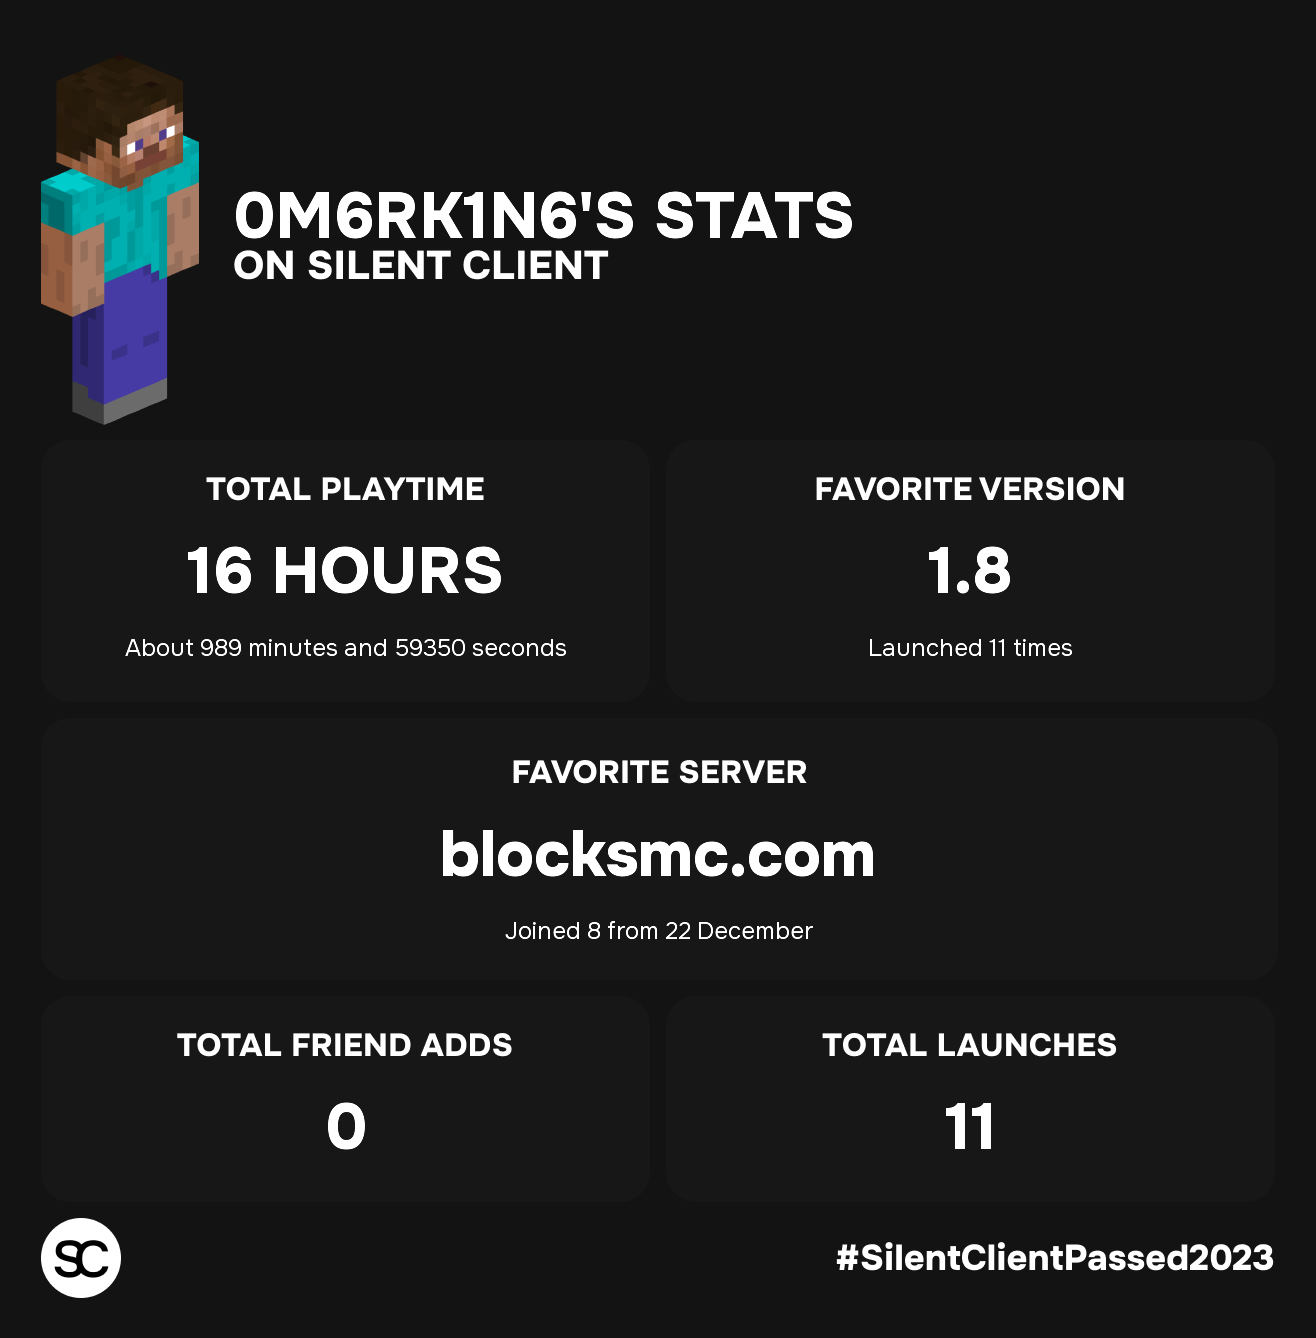 0M6RK1N6'S STATS
ON SILENT CLIENT
TOTAL PLAYTIME
16 HOURS
About 989 minutes and 59350 seconds
FAVORITE VERSION
1.8
Launched 11 times
FAVORITE SERVER
blocksmc.com
Joined 8 from 22 December
TOTAL FRIEND ADDS
0
TOTAL LAUNCHES
11
SC
#SilentClientPassed2023